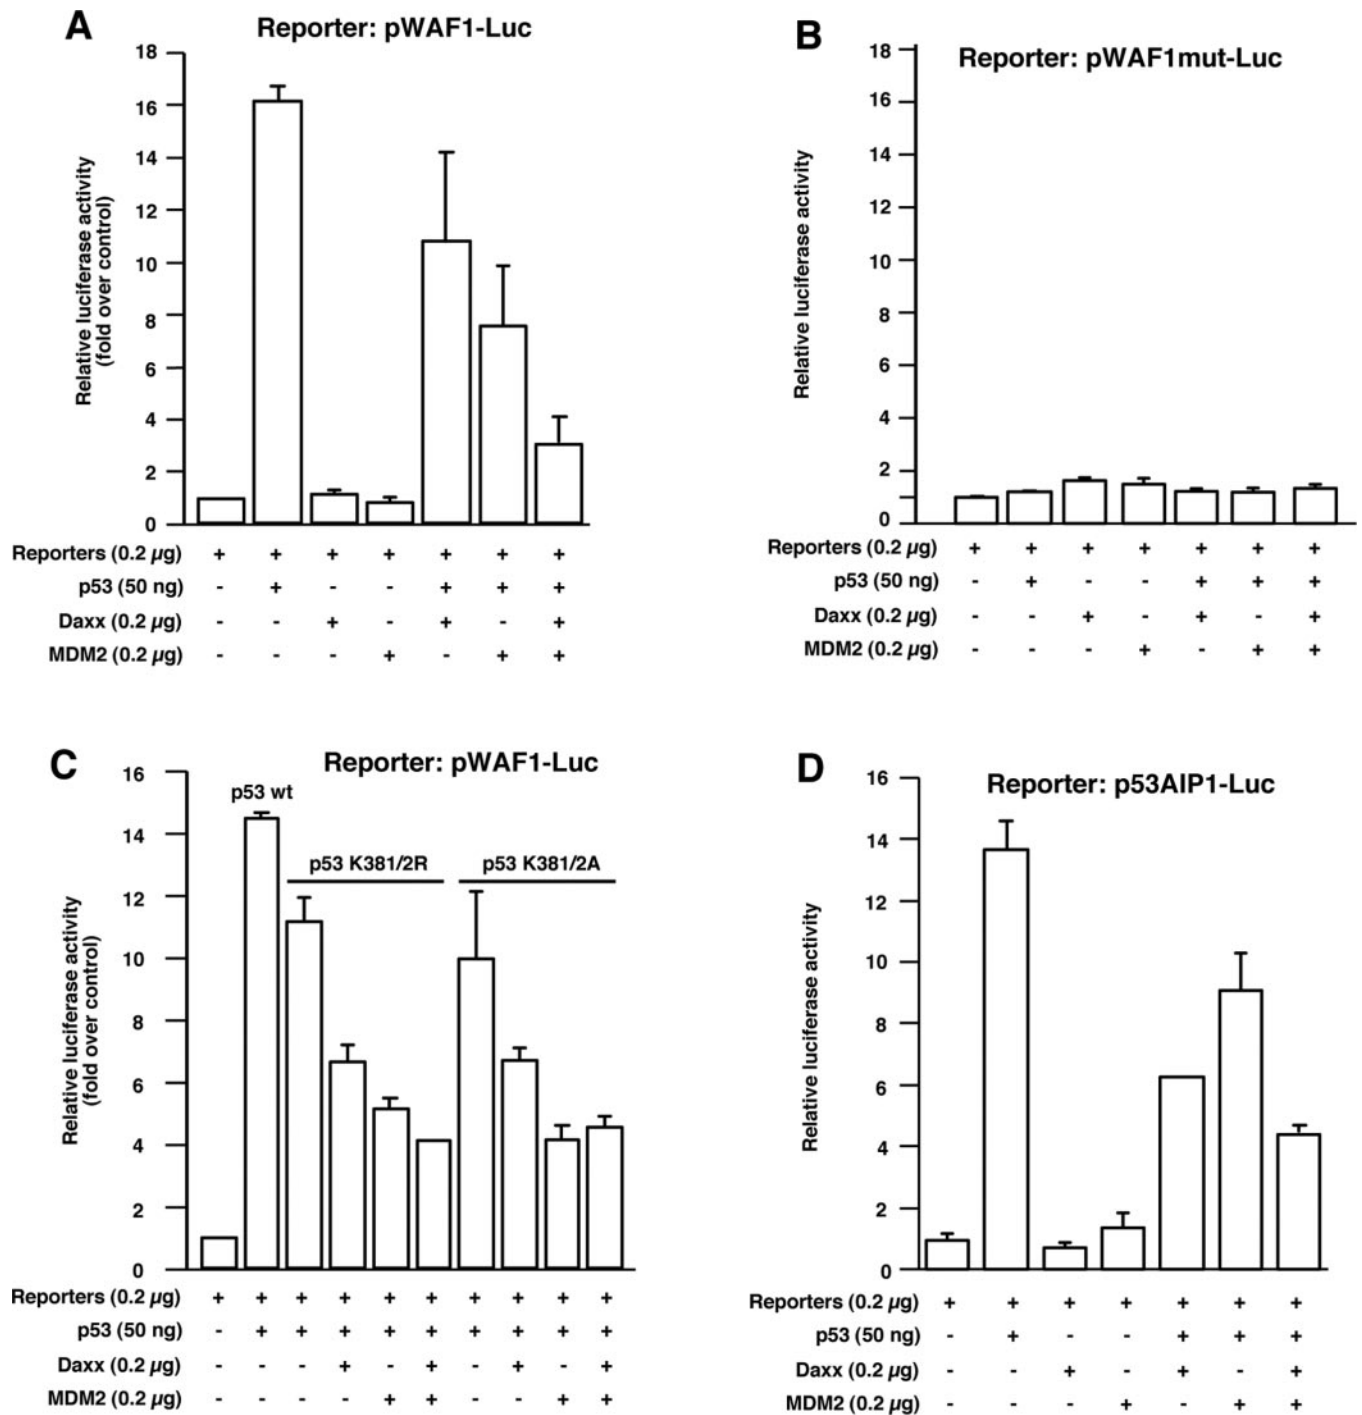 A
Reporter: pWAF1-Luc
Relative luciferase activity
(fold over control)
18
16
14
12
10
8
6
4
2
0
Reporters (0.2 µg) + + + + + + +
p53 (50 ng) - + - - + + +
Daxx (0.2 µg) - - + - + - +
MDM2 (0.2 µg) - - - + - + +
B
Reporter: pWAF1mut-Luc
Relative luciferase activity
18
16
14
12
10
8
6
4
2
0
Reporters (0.2 µg) + + + + + + +
p53 (50 ng) - + - - + + +
Daxx (0.2 µg) - - + - + - +
MDM2 (0.2 µg) - - - + - + +
C
Reporter: pWAF1-Luc
Relative luciferase activity
(fold over control)
16
14
12
10
8
6
4
2
0
p53 wt
p53 K381/2R
p53 K381/2A
Reporters (0.2 µg) + + + + + + + + + +
p53 (50 ng) - + + + + + + + + +
Daxx (0.2 µg) - - - + - + - + - +
MDM2 (0.2 µg) - - - - + + - - + +
D
Reporter: p53AIP1-Luc
Relative luciferase activity
16
14
12
10
8
6
4
2
0
Reporters (0.2 µg) + + + + + + +
p53 (50 ng) - + - - + + +
Daxx (0.2 µg) - - + - + - +
MDM2 (0.2 µg) - - - + - + +